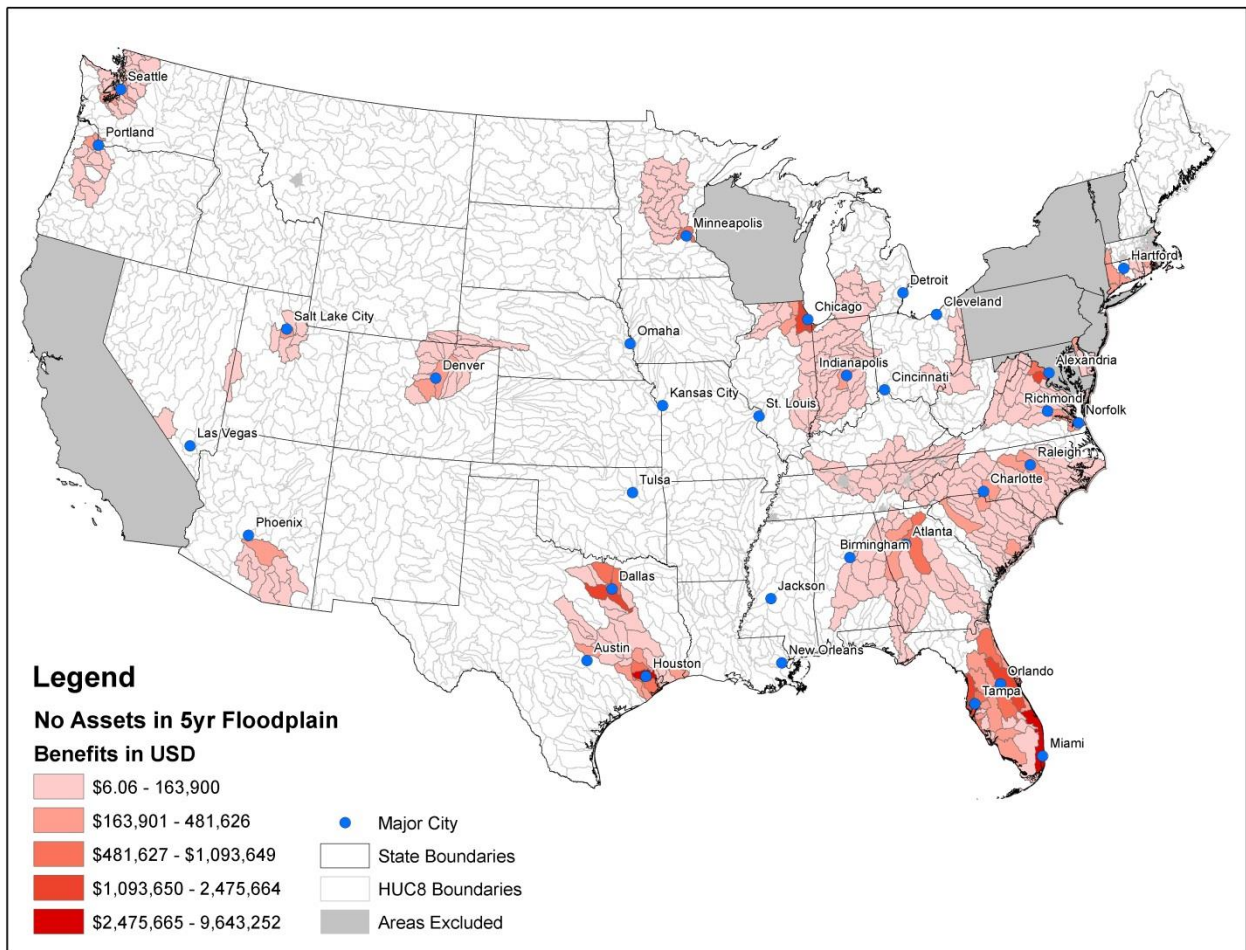 Seattle
Portland
Minneapolis
Hartford
Detroit
Chicago
Cleveland
Salt Lake City
Omaha
Denver
Indianapolis
Alexandria
Cincinnati
Kansas City
St. Louis
Richmond
Norfolk
Las Vegas
Raleigh
Tulsa
Charlotte
Phoenix
Atlanta
Birmingham
Dallas
Jackson
Austin
Houston
New Orleans
Orlando
Tampa
Miami
Legend
No Assets in 5yr Floodplain
Benefits in USD
$6.06 - 163,900
$163,901 - 481,626
$481,627 - $1,093,649
$1,093,650 - 2,475,664
$2,475,665 - 9,643,252
Major City
State Boundaries
HUC8 Boundaries
Areas Excluded